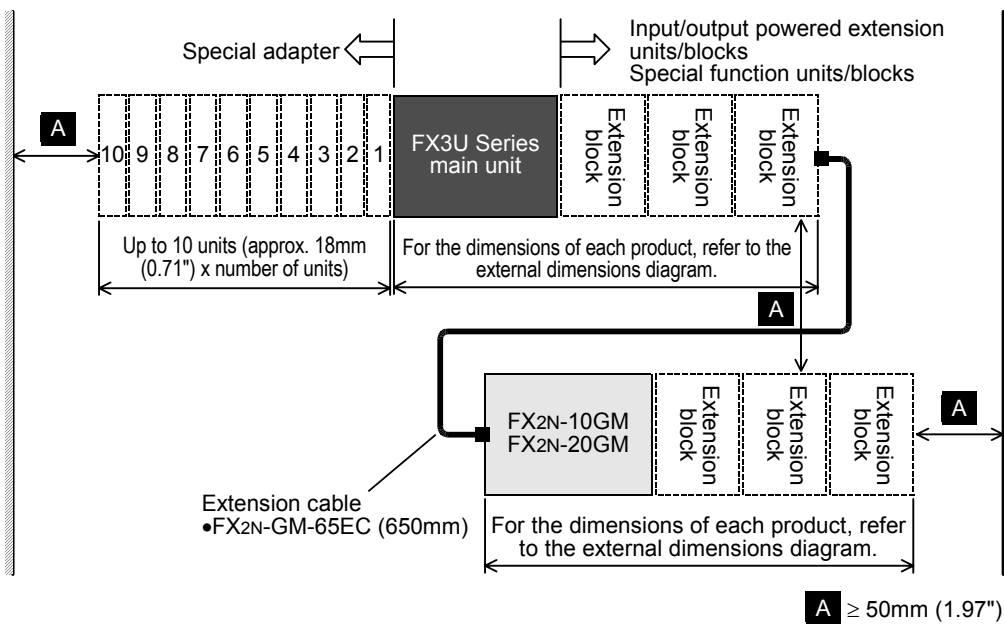 Special adapter
Input/output powered extension
units/blocks
Special function units/blocks
A
10 9 8 7 6 5 4 3 2 1
FX3U Series
main unit
Extension
block
Extension
block
Extension
block
Up to 10 units (approx. 18mm
(0.71") x number of units)
For the dimensions of each product, refer to the
external dimensions diagram.
A
FX2N-10GM
FX2N-20GM
Extension
block
Extension
block
Extension
block
A
Extension cable
•FX2N-GM-65EC (650mm)
For the dimensions of each product, refer
to the external dimensions diagram.
A ≥ 50mm (1.97")